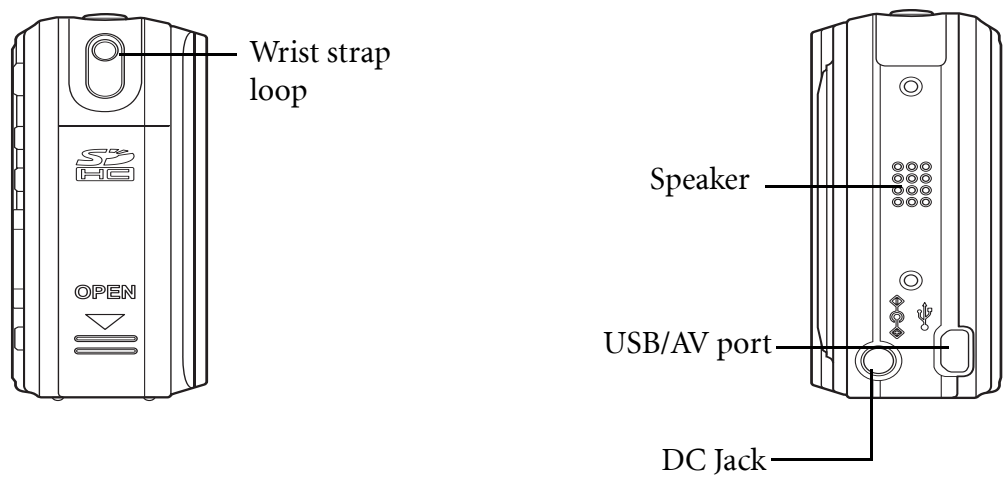 Wrist strap
loop
SD
HC
OPEN
Speaker
USB/AV port
DC Jack